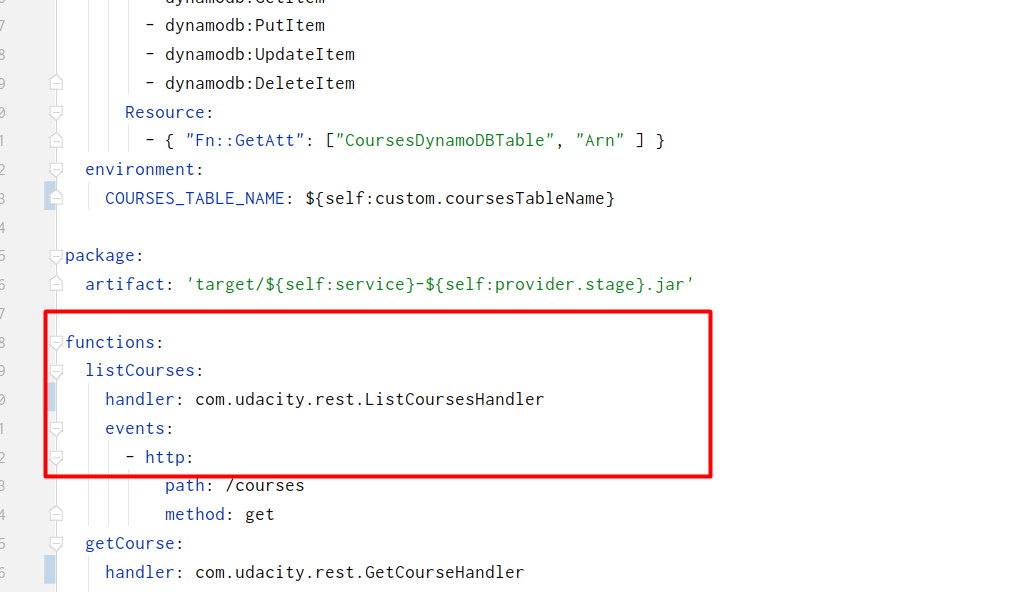 - dynamodb:GetItem
- dynamodb:PutItem
- dynamodb:UpdateItem
- dynamodb:DeleteItem
Resource:
- { "Fn::GetAtt": ["CoursesDynamoDBTable", "Arn" ] }
environment:
COURSES_TABLE_NAME: ${self:custom.coursesTableName}
package:
artifact: 'target/${self:service}-${self:provider.stage}.jar'
functions:
listCourses:
handler: com.udacity.rest.ListCoursesHandler
events:
- http:
path: /courses
method: get
getCourse:
handler: com.udacity.rest.GetCourseHandler